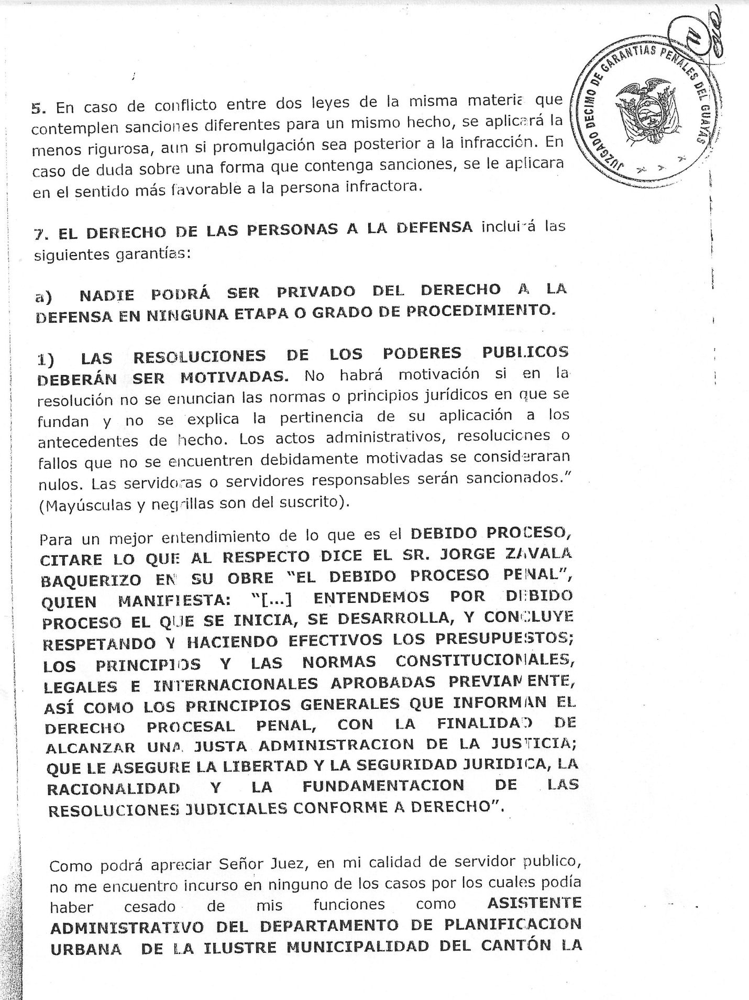 11
once
JUZGADO DECIMO DE GARANTIAS PENALES DEL GUAYAS
5. En caso de conflicto entre dos leyes de la misma materia que
contemplen sanciones diferentes para un mismo hecho, se aplicará la
menos rigurosa, aun si promulgación sea posterior a la infracción. En
caso de duda sobre una forma que contenga sanciones, se le aplicara
en el sentido más favorable a la persona infractora.
7. EL DERECHO DE LAS PERSONAS A LA DEFENSA incluirá las
siguientes garantías:
a) NADIE PODRÁ SER PRIVADO DEL DERECHO A LA
DEFENSA EN NINGUNA ETAPA O GRADO DE PROCEDIMIENTO.
1) LAS RESOLUCIONES DE LOS PODERES PUBLICOS
DEBERÁN SER MOTIVADAS. No habrá motivación si en la
resolución no se enuncian las normas o principios jurídicos en que se
fundan y no se explica la pertinencia de su aplicación a los
antecedentes de hecho. Los actos administrativos, resoluciones o
fallos que no se encuentren debidamente motivadas se consideraran
nulos. Las servidoras o servidores responsables serán sancionados.”
(Mayúsculas y negrillas son del suscrito).
Para un mejor entendimiento de lo que es el DEBIDO PROCESO,
CITARE LO QUE AL RESPECTO DICE EL SR. JORGE ZAVALA
BAQUERIZO EN SU OBRE “EL DEBIDO PROCESO PENAL”,
QUIEN MANIFIESTA: “[...] ENTENDEMOS POR DEBIDO
PROCESO EL QUE SE INICIA, SE DESARROLLA, Y CONCLUYE
RESPETANDO Y HACIENDO EFECTIVOS LOS PRESUPUESTOS;
LOS PRINCIPIOS Y LAS NORMAS CONSTITUCIONALES,
LEGALES E INTERNACIONALES APROBADAS PREVIAMENTE,
ASÍ COMO LOS PRINCIPIOS GENERALES QUE INFORMAN EL
DERECHO PROCESAL PENAL, CON LA FINALIDAD DE
ALCANZAR UNA JUSTA ADMINISTRACION DE LA JUSTICIA;
QUE LE ASEGURE LA LIBERTAD Y LA SEGURIDAD JURIDICA, LA
RACIONALIDAD Y LA FUNDAMENTACION DE LAS
RESOLUCIONES JUDICIALES CONFORME A DERECHO”.
Como podrá apreciar Señor Juez, en mi calidad de servidor publico,
no me encuentro incurso en ninguno de los casos por los cuales podía
haber cesado de mis funciones como ASISTENTE
ADMINISTRATIVO DEL DEPARTAMENTO DE PLANIFICACION
URBANA DE LA ILUSTRE MUNICIPALIDAD DEL CANTÓN LA